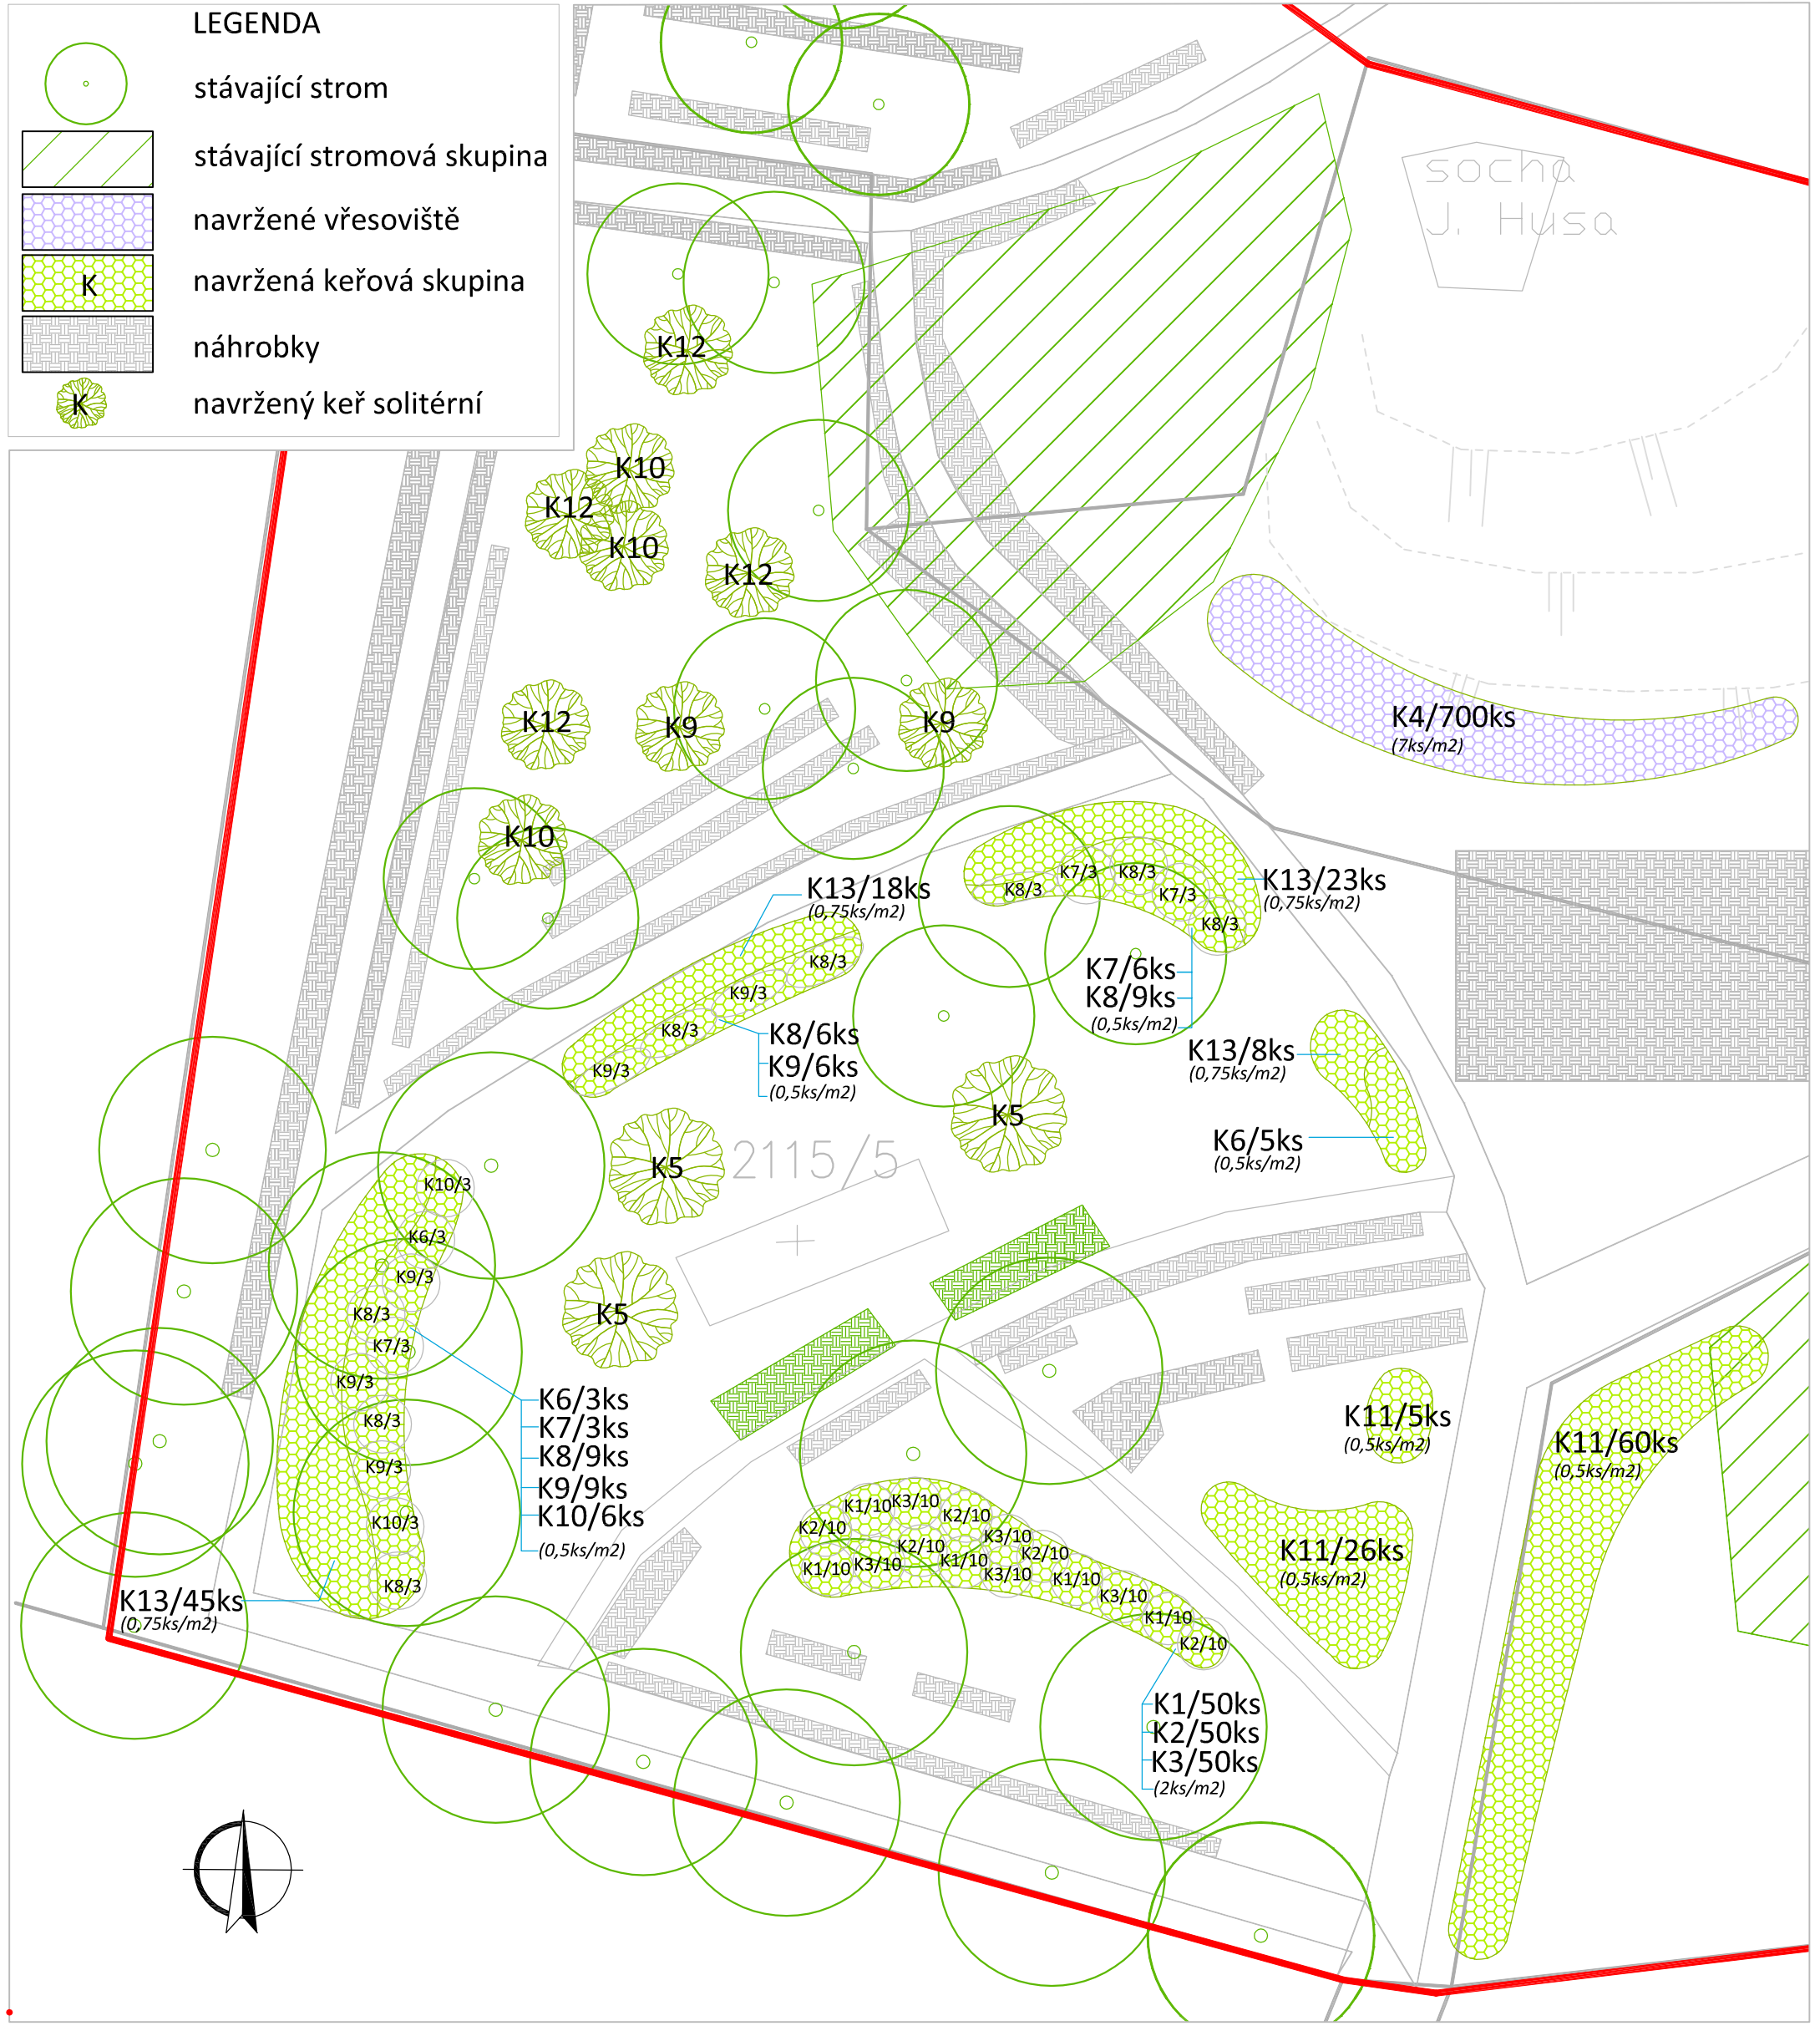 LEGENDA
stávající strom
stávající stromová skupina
navržené vřesoviště
K
navržená keřová skupina
náhrobky
K
navržený keř solitérní
socha
J. Husa
K12
K10
K12
K10
K12
K12
K9
K9
K10
K4/700ks
(7ks/m2)
K13/18ks
(0,75ks/m2)
K8/3
K9/3
K8/3
K9/3
K8/6ks
K9/6ks
(0,5ks/m2)
K8/3
K7/3
K8/3
K7/3
K8/3
K13/23ks
(0,75ks/m2)
K7/6ks
K8/9ks
(0,5ks/m2)
K13/8ks
(0,75ks/m2)
K6/5ks
(0,5ks/m2)
K5
K5
2115/5
K5
K10/3
K6/3
K9/3
K8/3
K7/3
K9/3
K8/3
K9/3
K10/3
K8/3
K6/3ks
K7/3ks
K8/9ks
K9/9ks
K10/6ks
(0,5ks/m2)
K13/45ks
(0,75ks/m2)
K11/5ks
(0,5ks/m2)
K11/60ks
(0,5ks/m2)
K11/26ks
(0,5ks/m2)
K1/10
K3/10
K2/10
K2/10
K3/10
K2/10
K2/10
K1/10
K3/10
K1/10
K3/10
K1/10
K3/10
K1/10
K2/10
K1/50ks
K2/50ks
K3/50ks
(2ks/m2)